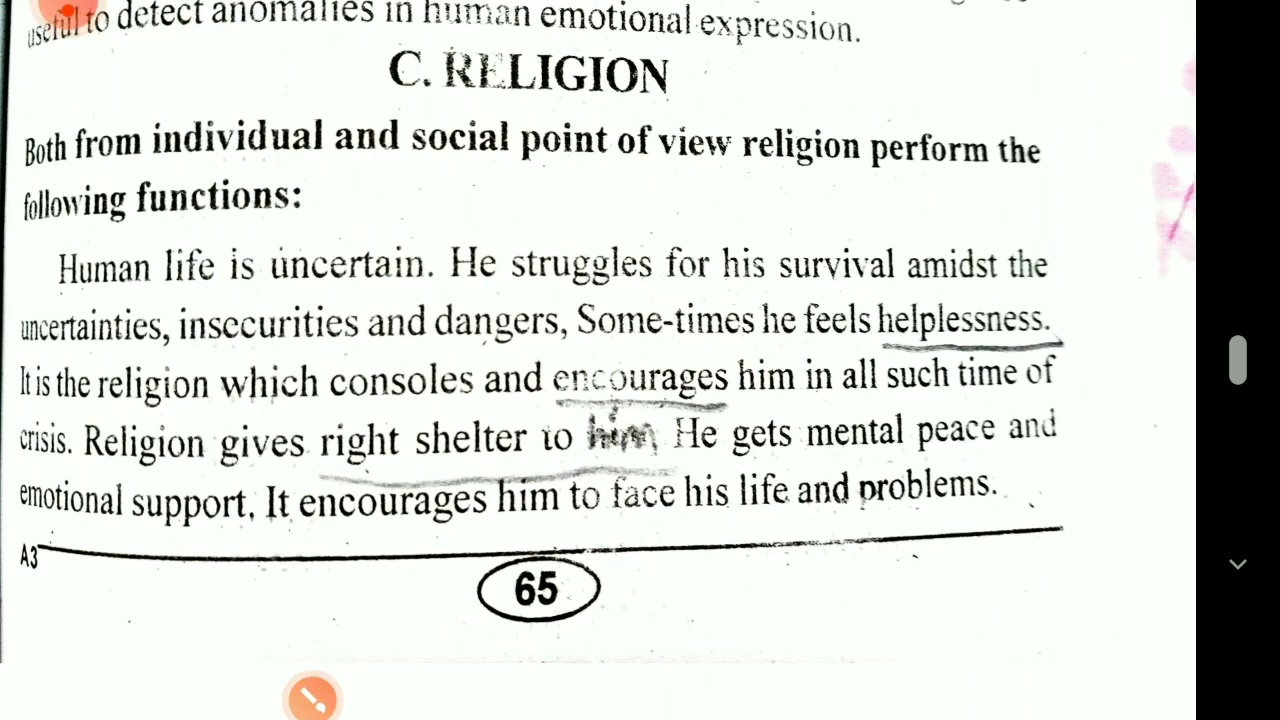 useful to detect anomalies in human emotional expression.
C. RELIGION
Both from individual and social point of view religion perform the
following functions:
Human life is uncertain. He struggles for his survival amidst the
uncertainties, insecurities and dangers, Some-times he feels helplessness.
It is the religion which consoles and encourages him in all such time of
crisis. Religion gives right shelter to him He gets mental peace and
emotional support. It encourages him to face his life and problems.
A3
65